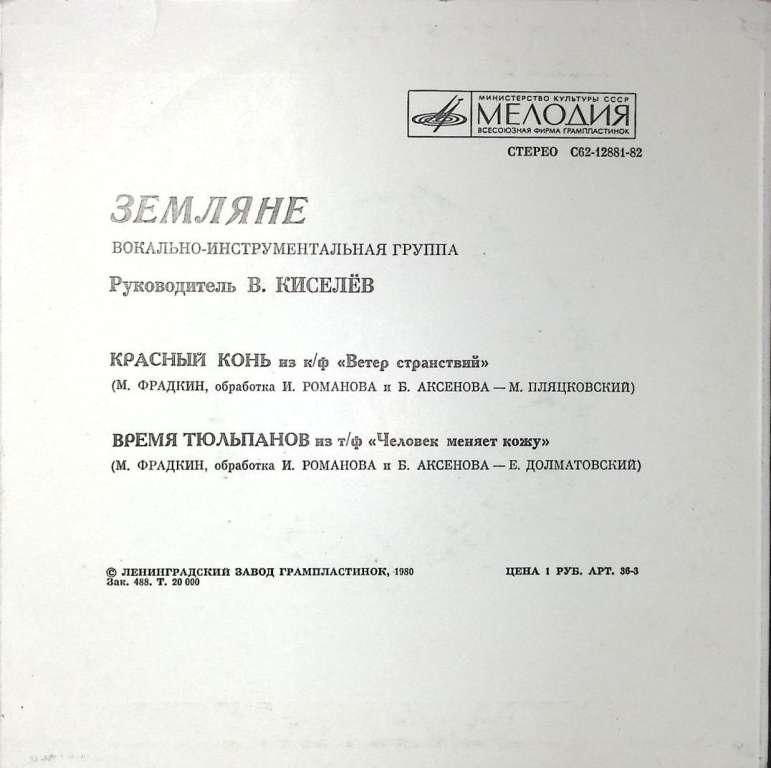 МИНИСТЕРСТВО КУЛЬТУРЫ СССР
МЕЛОДИЯ
ВСЕСОЮЗНАЯ ФИРМА ГРАМПЛАСТИНОК
СТЕРЕО С62-12881-82
ЗЕМЛЯНЕ
ВОКАЛЬНО-ИНСТРУМЕНТАЛЬНАЯ ГРУППА
Руководитель В. КИСЕЛЁВ
КРАСНЫЙ КОНЬ из к/ф «Ветер странствий»
(М. ФРАДКИН, обработка И. РОМАНОВА и Б. АКСЕНОВА — М. ПЛЯЦКОВСКИЙ)
ВРЕМЯ ТЮЛЬПАНОВ из т/ф «Человек меняет кожу»
(М. ФРАДКИН, обработка И. РОМАНОВА и Б. АКСЕНОВА — Е. ДОЛМАТОВСКИЙ)
© ЛЕНИНГРАДСКИЙ ЗАВОД ГРАМПЛАСТИНОК, 1980 ЦЕНА 1 РУБ. АРТ. 36-3
Зак. 488. Т. 20 000